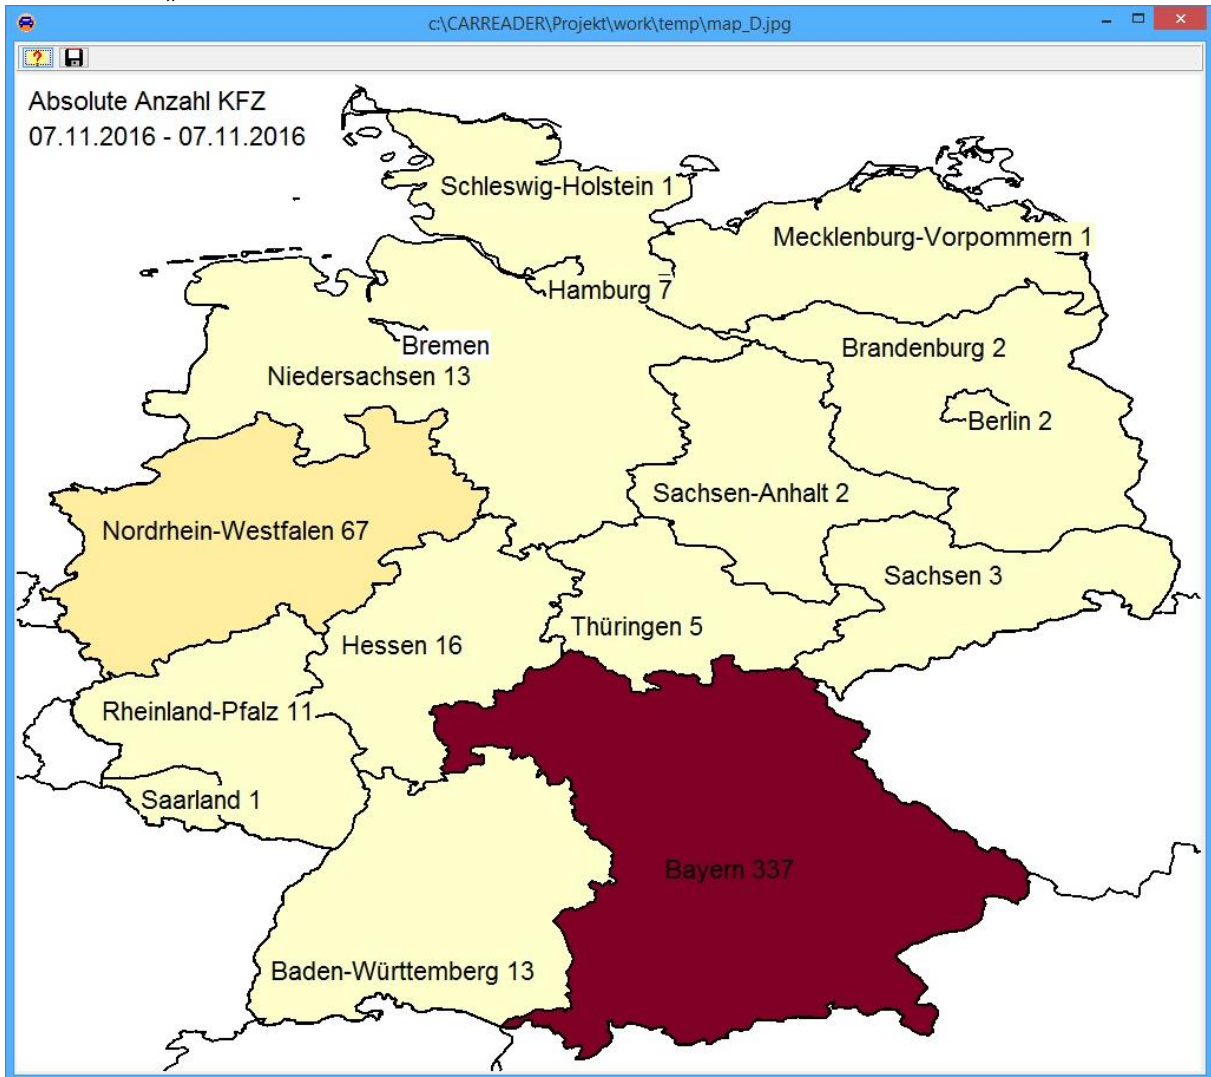 c:\CARREADER\Projekt\work\temp\map_D.jpg
Absolute Anzahl KFZ
07.11.2016 - 07.11.2016
Schleswig-Holstein 1
Mecklenburg-Vorpommern 1
Hamburg 7
Bremen
Brandenburg 2
Niedersachsen 13
Berlin 2
Sachsen-Anhalt 2
Nordrhein-Westfalen 67
Sachsen 3
Thüringen 5
Hessen 16
Rheinland-Pfalz 11
Saarland 1
Bayern 337
Baden-Württemberg 13